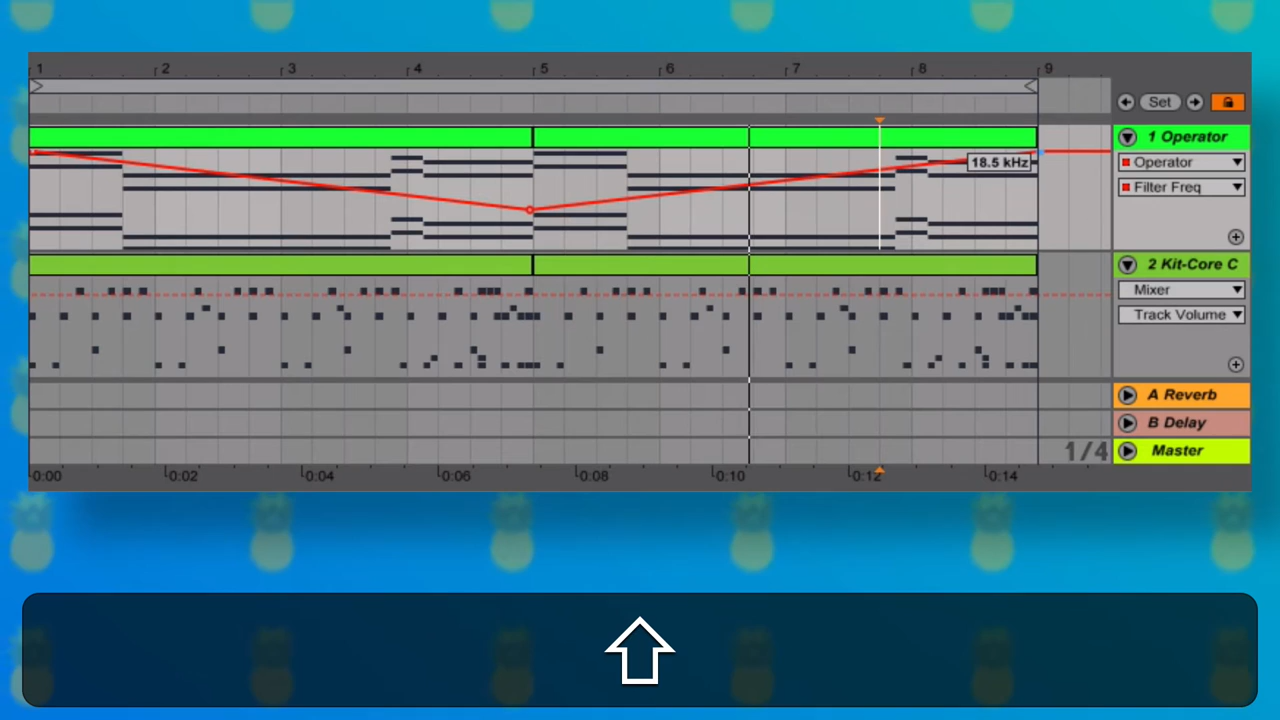 1 2 3 4 5 6 7 8 9
Set
1 Operator
18.5 kHz
Operator
Filter Freq
2 Kit-Core C
Mixer
Track Volume
A Reverb
B Delay
1/4
Master
0:00 0:02 0:04 0:06 0:08 0:10 0:12 0:14